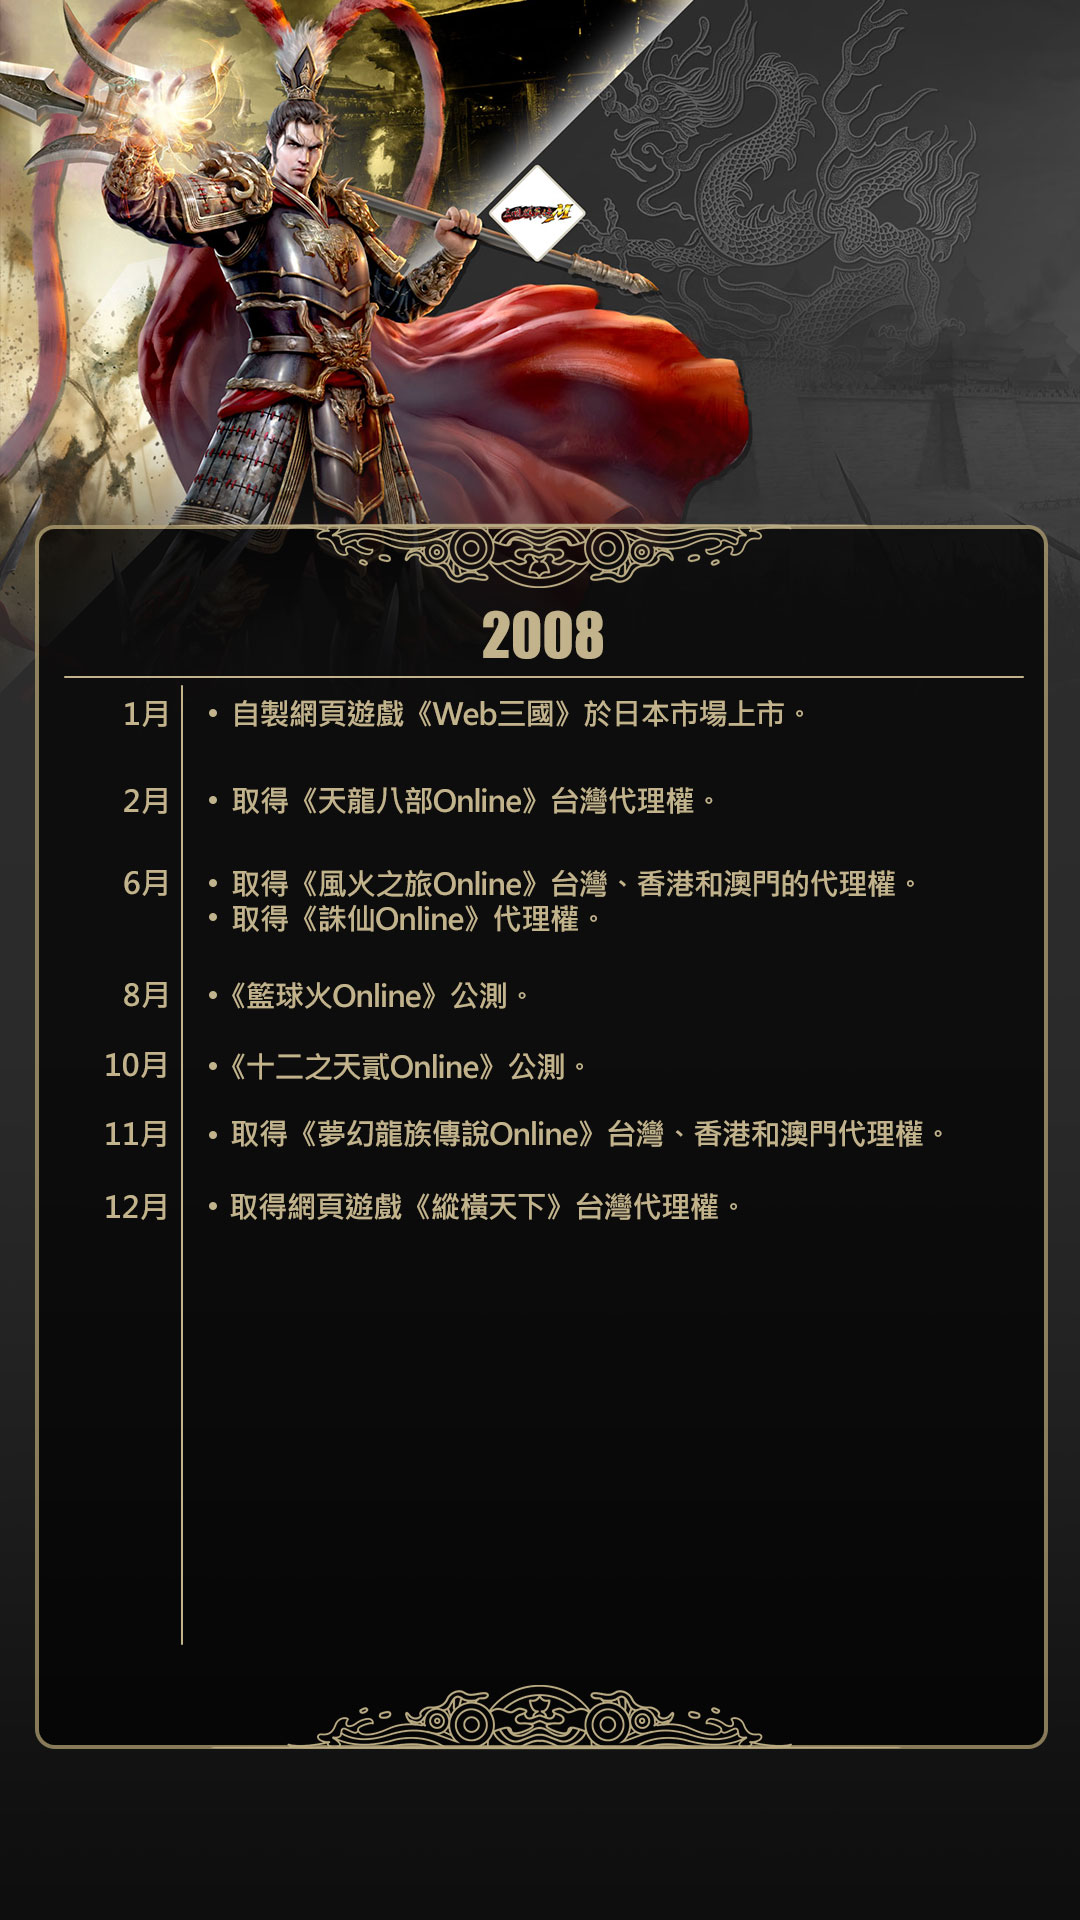 2008
1月 • 自製網頁遊戲《Web三國》於日本市場上市。
2月 • 取得《天龍八部Online》台灣代理權。
6月 • 取得《風火之旅Online》台灣、香港和澳門的代理權。
• 取得《誅仙Online》代理權。
8月 •《籃球火Online》公測。
10月 •《十二之天貳Online》公測。
11月 • 取得《夢幻龍族傳說Online》台灣、香港和澳門代理權。
12月 • 取得網頁遊戲《縱橫天下》台灣代理權。